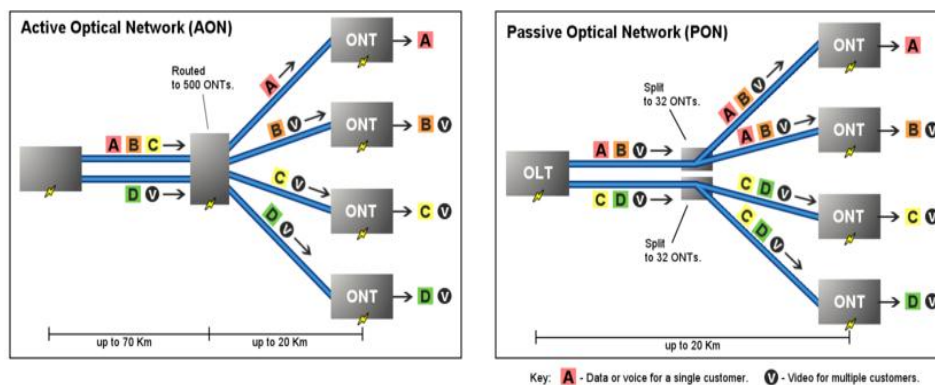 Active Optical Network (AON)
Routed
to 500 ONTs.
A B C
D V
A
B V
C V
D V
ONT
A
ONT
B V
ONT
C V
ONT
D V
up to 70 Km
up to 20 Km
Passive Optical Network (PON)
Split
to 32 ONTs.
OLT
A B V
C D V
A B V
A B V
C D V
C D V
Split
to 32 ONTs.
ONT
A
ONT
B V
ONT
C V
ONT
D V
up to 20 Km
Key: A - Data or voice for a single customer. V - Video for multiple customers.